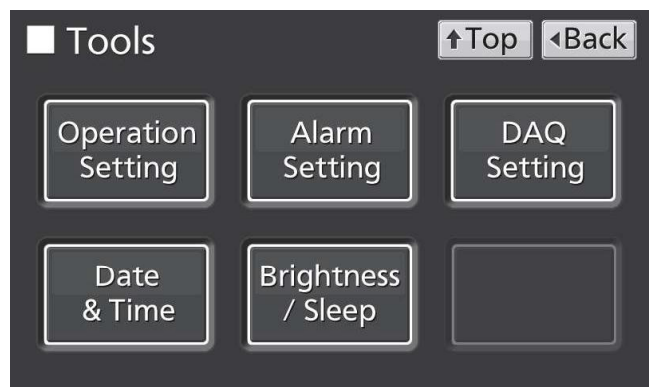 Tools
Top
Back
Operation
Setting
Alarm
Setting
DAQ
Setting
Date
& Time
Brightness
/ Sleep